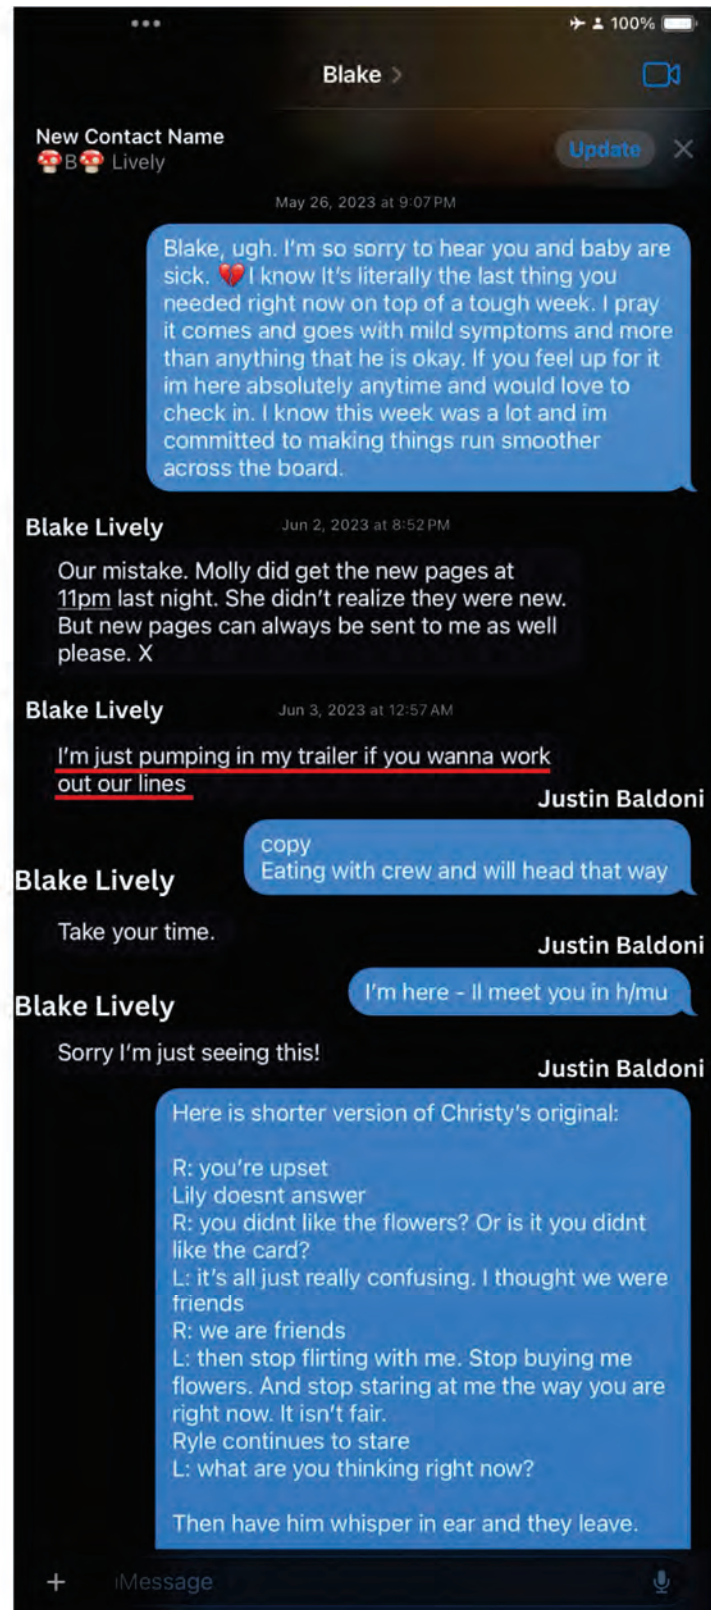 100%
Blake >
New Contact Name
🍄B🍄 Lively
Update
May 26, 2023 at 9:07 PM
Blake, ugh. I'm so sorry to hear you and baby are
sick. 💔 I know It's literally the last thing you
needed right now on top of a tough week. I pray
it comes and goes with mild symptoms and more
than anything that he is okay. If you feel up for it
im here absolutely anytime and would love to
check in. I know this week was a lot and im
committed to making things run smoother
across the board.
Blake Lively
Jun 2, 2023 at 8:52 PM
Our mistake. Molly did get the new pages at
11pm last night. She didn't realize they were new.
But new pages can always be sent to me as well
please. X
Blake Lively
Jun 3, 2023 at 12:57 AM
I'm just pumping in my trailer if you wanna work
out our lines
Justin Baldoni
copy
Eating with crew and will head that way
Blake Lively
Take your time.
Justin Baldoni
I'm here - ll meet you in h/mu
Blake Lively
Sorry I'm just seeing this!
Justin Baldoni
Here is shorter version of Christy's original:
R: you're upset
Lily doesnt answer
R: you didnt like the flowers? Or is it you didnt
like the card?
L: it's all just really confusing. I thought we were
friends
R: we are friends
L: then stop flirting with me. Stop buying me
flowers. And stop staring at me the way you are
right now. It isn't fair.
Ryle continues to stare
L: what are you thinking right now?
Then have him whisper in ear and they leave.
iMessage